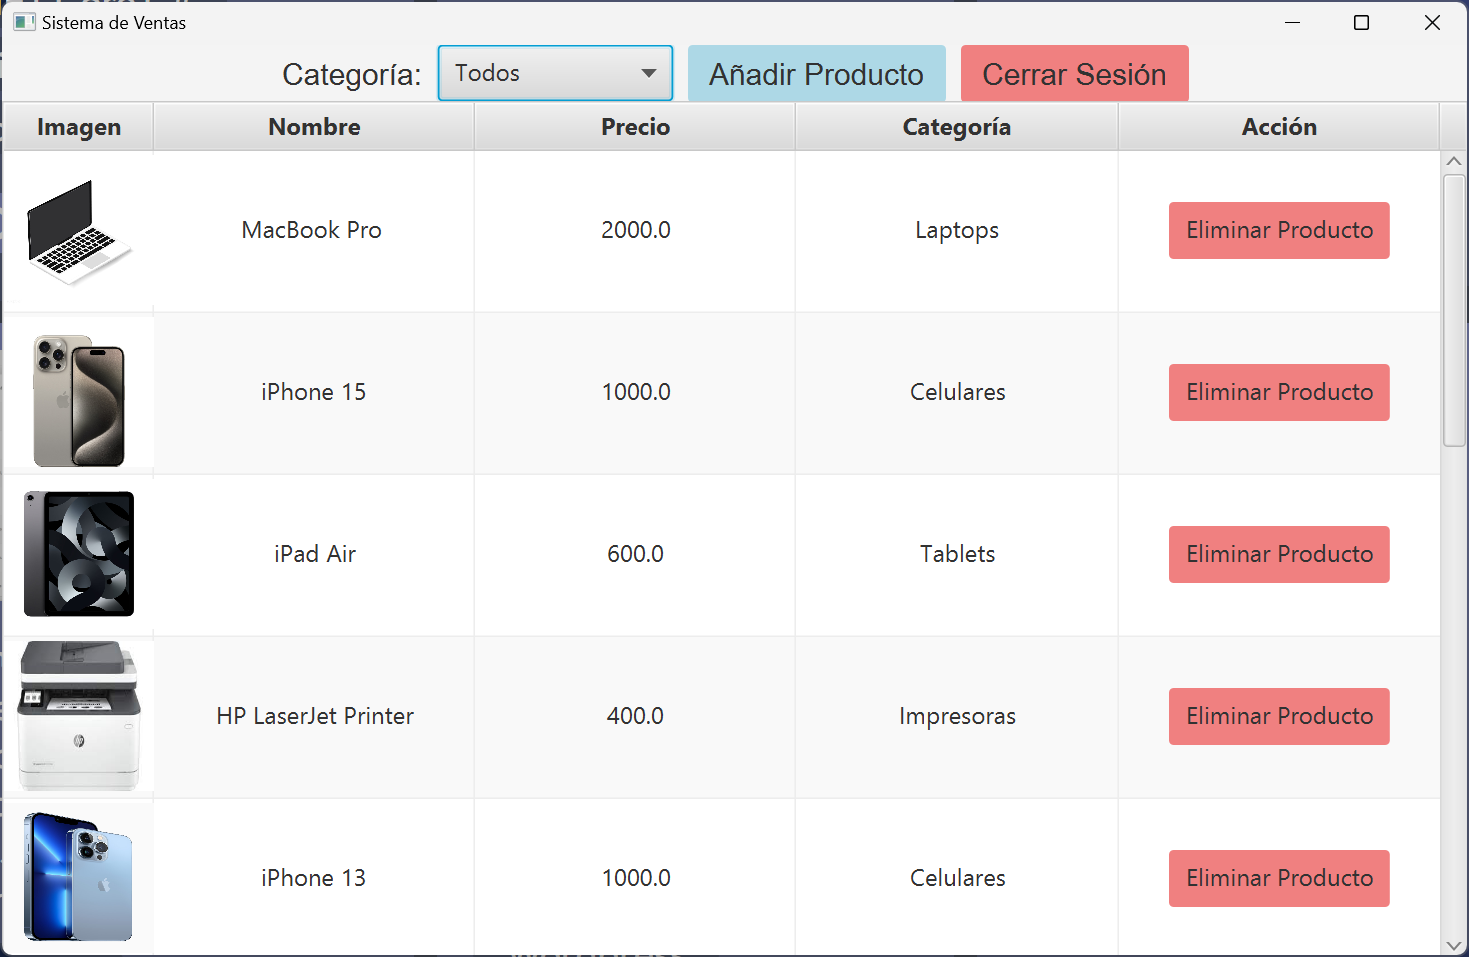 Sistema de Ventas
Categoría: Todos Añadir Producto Cerrar Sesión
Imagen Nombre Precio Categoría Acción
MacBook Pro 2000.0 Laptops Eliminar Producto
iPhone 15 1000.0 Celulares Eliminar Producto
iPad Air 600.0 Tablets Eliminar Producto
HP LaserJet Printer 400.0 Impresoras Eliminar Producto
iPhone 13 1000.0 Celulares Eliminar Producto